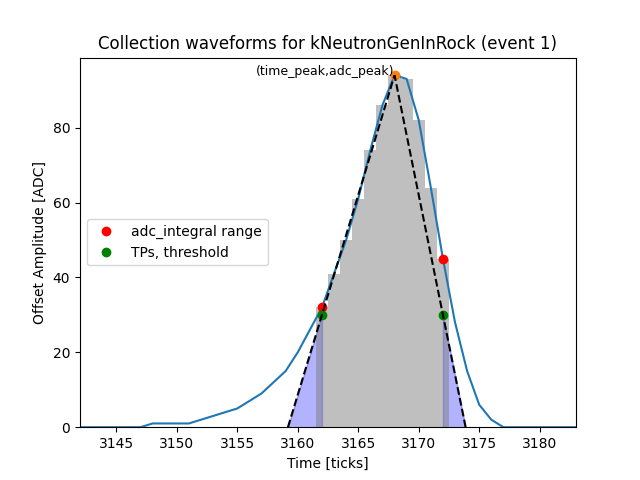 Collection waveforms for kNeutronGenInRock (event 1)
(time_peak,adc_peak)
80
60
40
20
0
Offset Amplitude [ADC]
adc_integral range
TPs, threshold
3145 3150 3155 3160 3165 3170 3175 3180
Time [ticks]